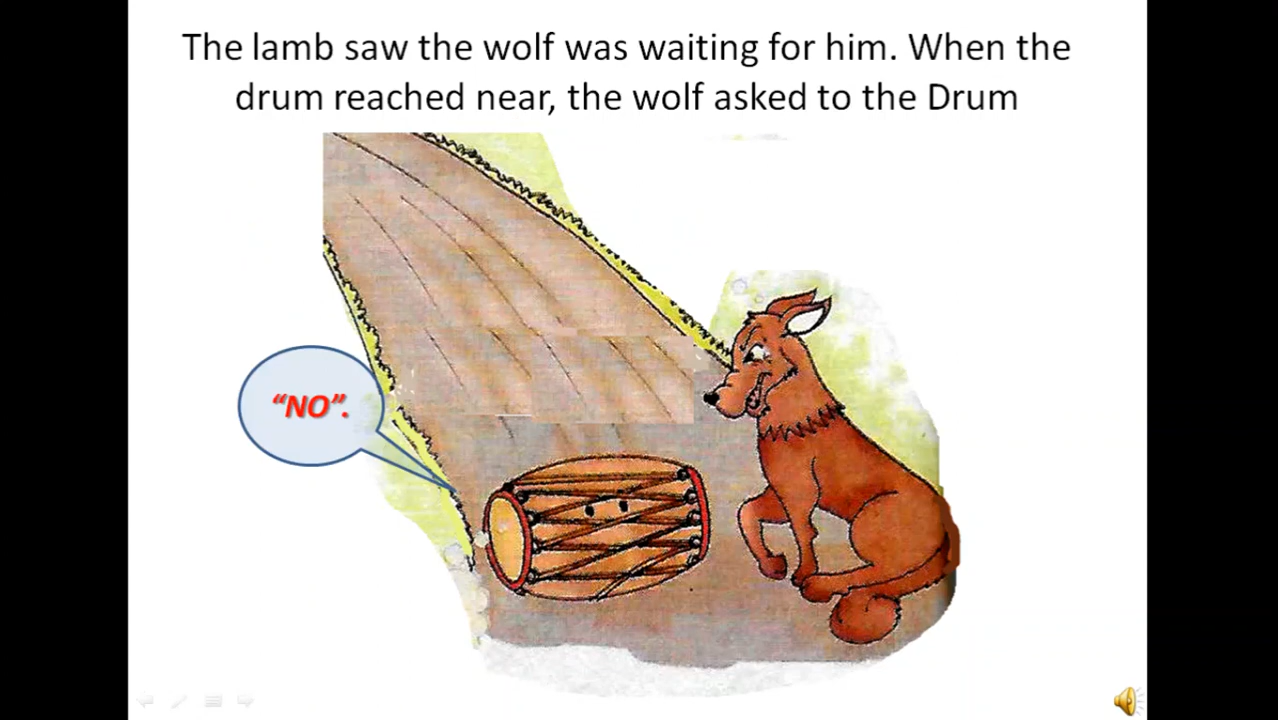 The lamb saw the wolf was waiting for him. When the
drum reached near, the wolf asked to the Drum
“NO”.